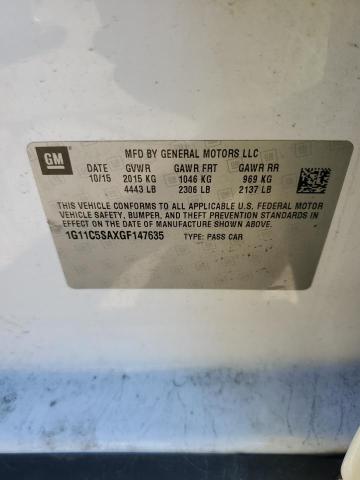 GM
MFD BY GENERAL MOTORS LLC
DATE GVWR GAWR FRT GAWR RR
10/15 2015 KG 1046 KG 969 KG
4443 LB 2306 LB 2137 LB
THIS VEHICLE CONFORMS TO ALL APPLICABLE U.S. FEDERAL MOTOR
VEHICLE SAFETY, BUMPER, AND THEFT PREVENTION STANDARDS
IN EFFECT ON THE DATE OF MANUFACTURE SHOWN ABOVE.
1G11C5SAXGF147635 TYPE: PASS CAR